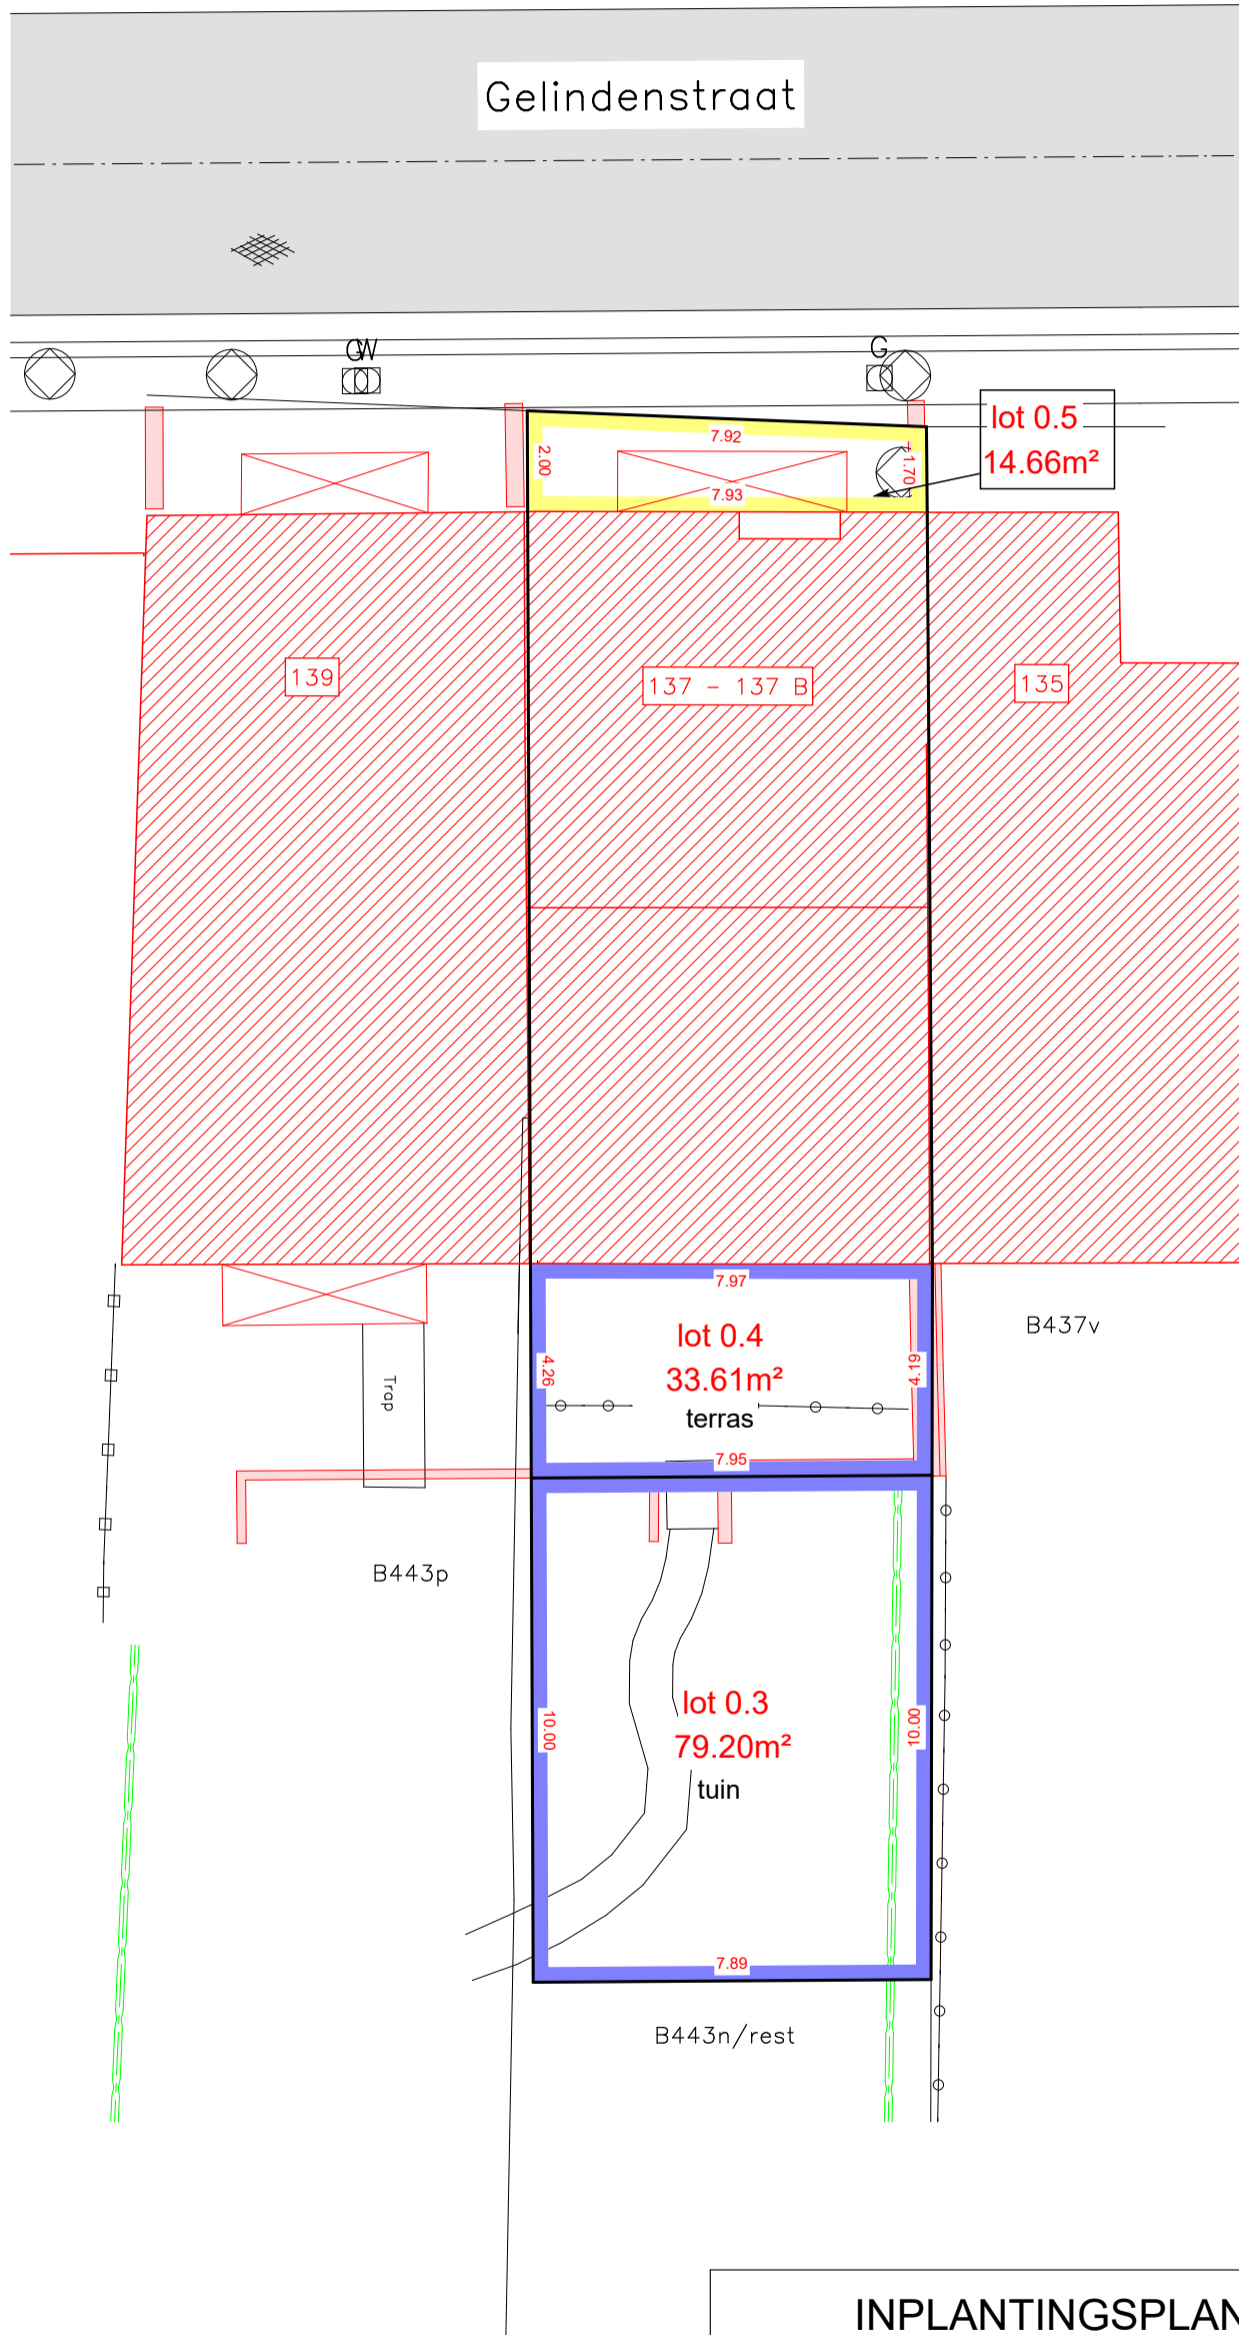 Gelindenstraat
G W
G
lot 0.5
14.66m²
7.92
2.00
1.70
7.93
139
137 - 137 B
135
7.97
B437v
lot 0.4
4.26
4.19
33.61m²
Trap
terras
7.95
B443p
lot 0.3
10.00
10.00
79.20m²
tuin
7.89
B443n/rest
INPLANTINGSPLAN